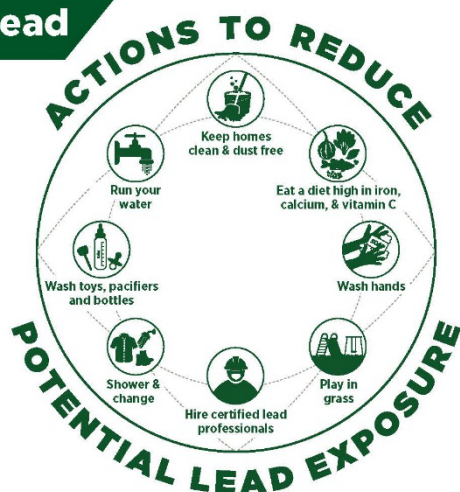 ead
ACTIONS TO REDUCE
Keep homes
clean & dust free
Eat a diet high in iron,
calcium, & vitamin C
Wash hands
Play in
grass
Hire certified lead
professionals
Shower &
change
Wash toys, pacifiers
and bottles
Run your
water
POTENTIAL LEAD EXPOSURE